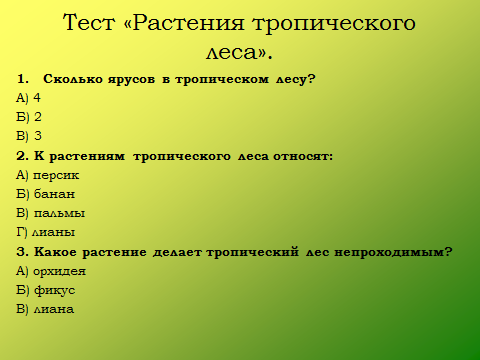 Тест «Растения тропического
леса».
1. Сколько ярусов в тропическом лесу?
А) 4
Б) 2
В) 3
2. К растениям тропического леса относят:
А) персик
Б) банан
В) пальмы
Г) лианы
3. Какое растение делает тропический лес непроходимым?
А) орхидея
Б) фикус
В) лиана